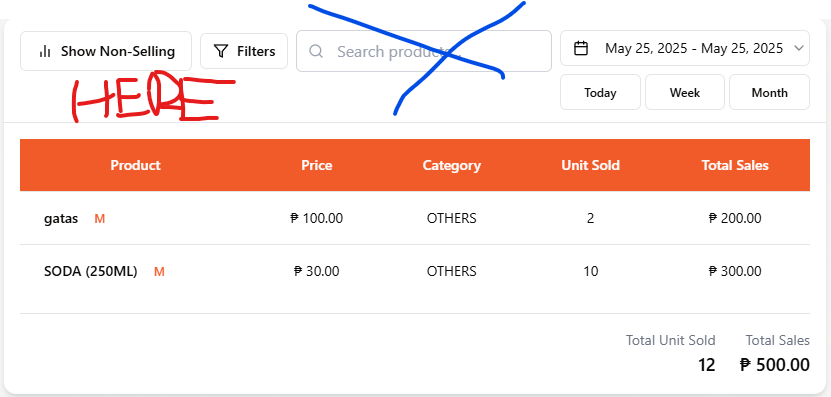 Show Non-Selling Filters Search products... May 25, 2025 - May 25, 2025
HERE Today Week Month
Product Price Category Unit Sold Total Sales
gatas M ₱ 100.00 OTHERS 2 ₱ 200.00
SODA (250ML) M ₱ 30.00 OTHERS 10 ₱ 300.00
Total Unit Sold Total Sales
12 ₱ 500.00